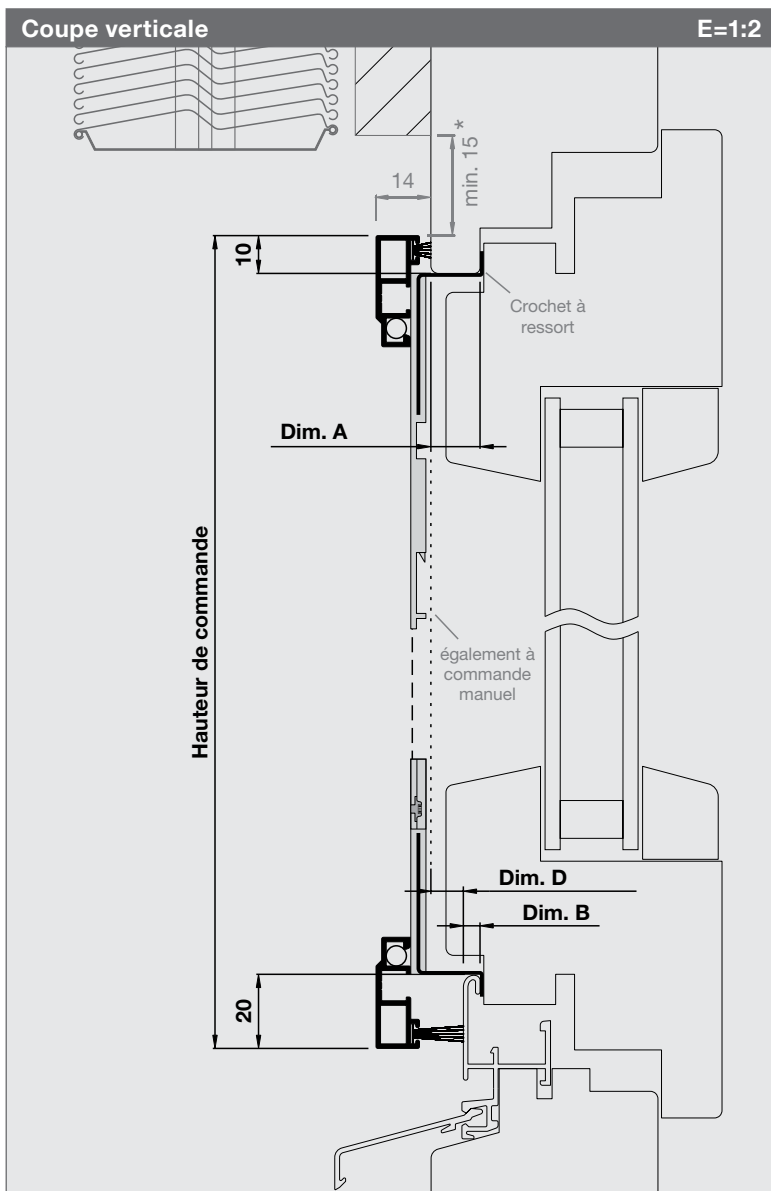 Coupe verticale
E=1:2
14
min. 15*
10
Crochet à
ressort
Dim. A
Hauteur de commande
également à
commande
manuel
Dim. D
Dim. B
20